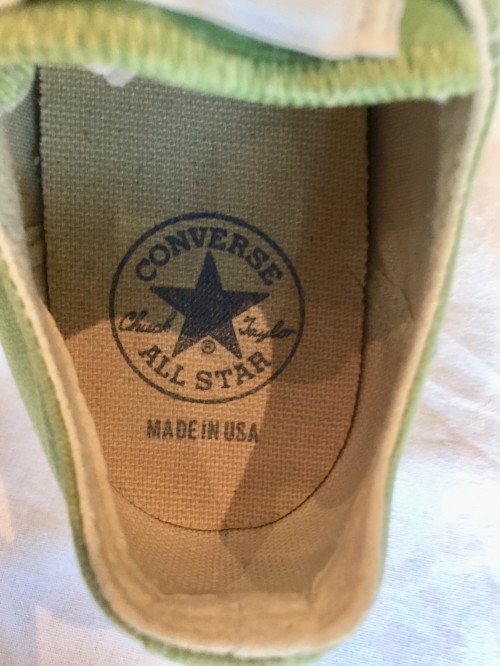 CONVERSE
Chuck Taylor
®
ALL STAR
MADE IN USA